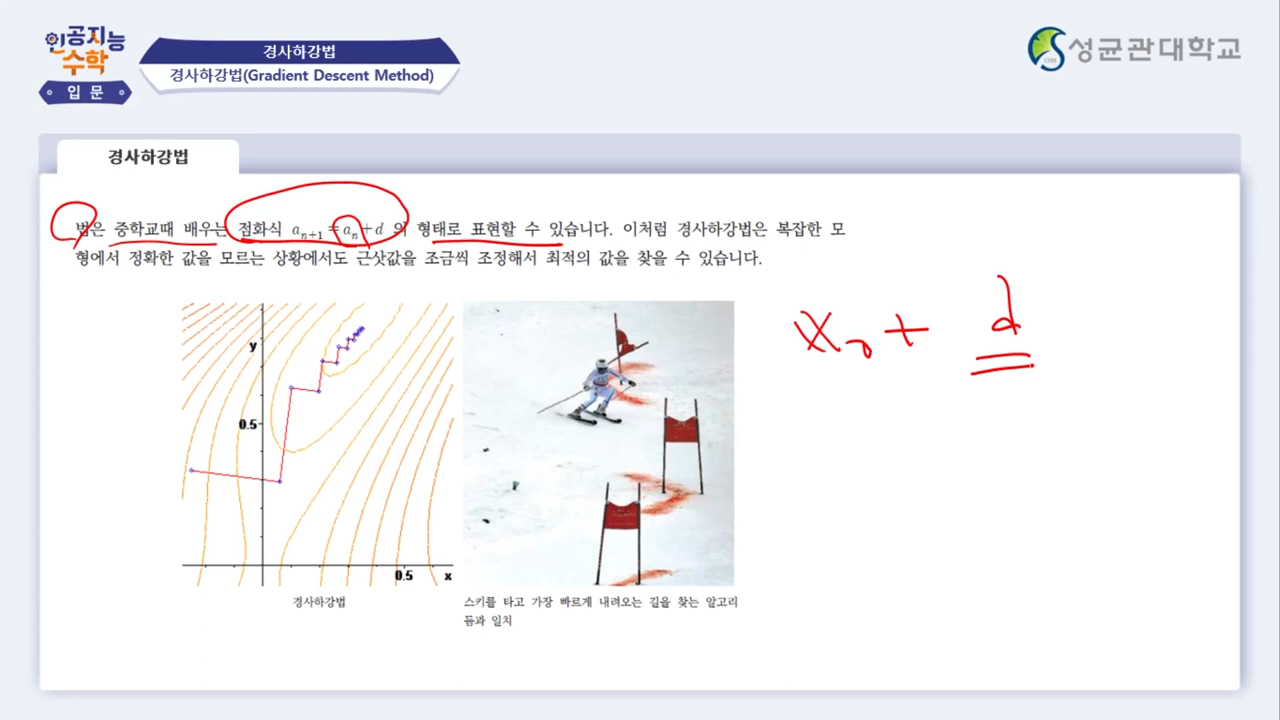 인공지능
수학
입문
경사하강법
경사하강법(Gradient Descent Method)
성균관대학교
경사하강법
법은 중학교때 배우는 점화식 aₙ₊₁ = aₙ + d 의 형태로 표현할 수 있습니다. 이처럼 경사하강법은 복잡한 모
형에서 정확한 값을 모르는 상황에서도 근삿값을 조금씩 조정해서 최적의 값을 찾을 수 있습니다.
y
0.5
0.5 x
+ d
경사하강법
스키를 타고 가장 빠르게 내려오는 길을 찾는 알고리
듬과 일치